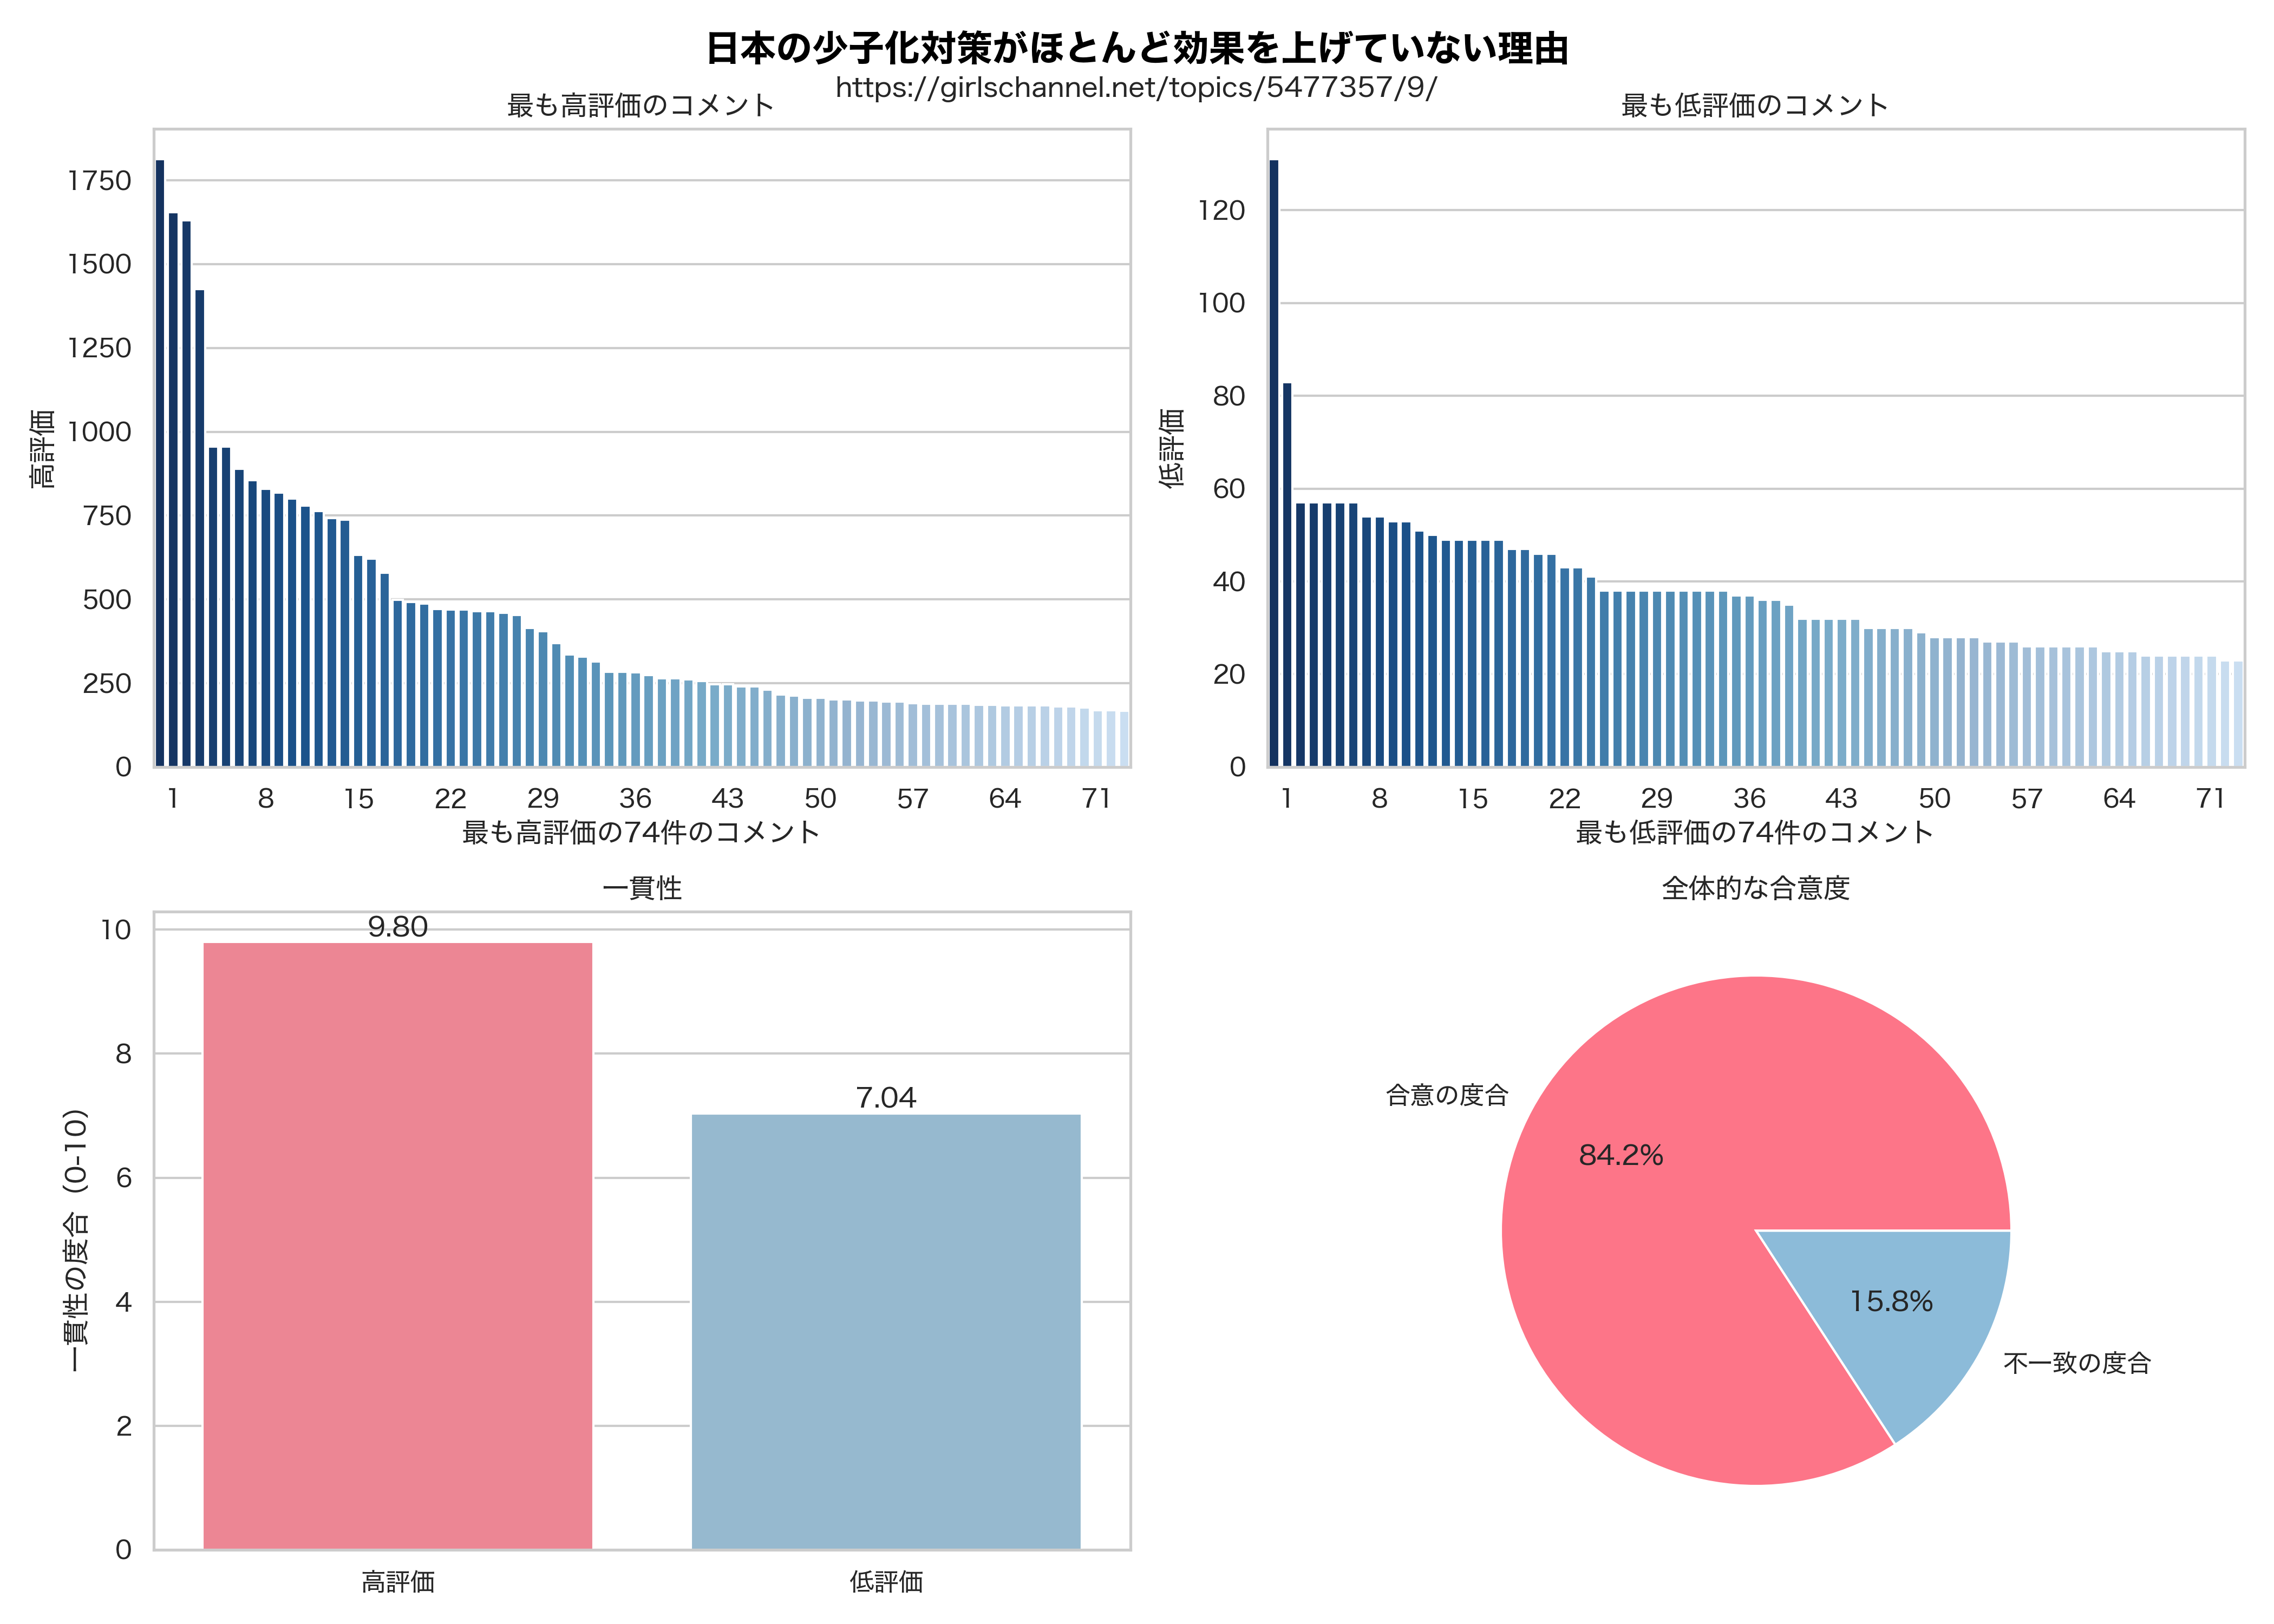 日本の少子化対策がほとんど効果を上げていない理由
https://girlschannel.net/topics/5477357/9/
最も高評価のコメント
1750
1500
1250
1000
750
500
250
0
高評価
1 8 15 22 29 36 43 50 57 64 71
最も高評価の74件のコメント
最も低評価のコメント
120
100
80
60
40
20
0
低評価
1 8 15 22 29 36 43 50 57 64 71
最も低評価の74件のコメント
一貫性
10
8
6
4
2
0
一貫性の度合（0-10）
9.80
7.04
高評価 低評価
全体的な合意度
合意の度合
84.2%
15.8%
不一致の度合